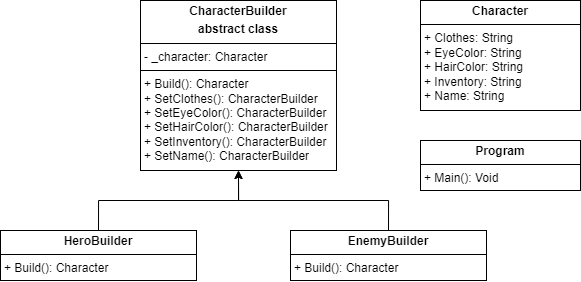 CharacterBuilder
abstract class
- _character: Character
+ Build(): Character
+ SetClothes(): CharacterBuilder
+ SetEyeColor(): CharacterBuilder
+ SetHairColor(): CharacterBuilder
+ SetInventory(): CharacterBuilder
+ SetName(): CharacterBuilder
Character
+ Clothes: String
+ EyeColor: String
+ HairColor: String
+ Inventory: String
+ Name: String
Program
+ Main(): Void
HeroBuilder
+ Build(): Character
EnemyBuilder
+ Build(): Character